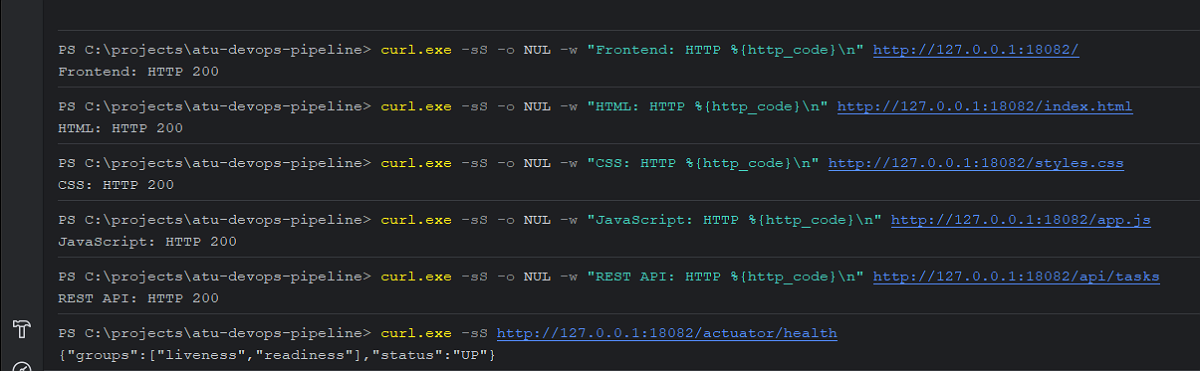 PS C:\projects\atu-devops-pipeline> curl.exe -sS -o NUL -w "Frontend: HTTP %{http_code}\n" http://127.0.0.1:18082/
Frontend: HTTP 200
PS C:\projects\atu-devops-pipeline> curl.exe -sS -o NUL -w "HTML: HTTP %{http_code}\n" http://127.0.0.1:18082/index.html
HTML: HTTP 200
PS C:\projects\atu-devops-pipeline> curl.exe -sS -o NUL -w "CSS: HTTP %{http_code}\n" http://127.0.0.1:18082/styles.css
CSS: HTTP 200
PS C:\projects\atu-devops-pipeline> curl.exe -sS -o NUL -w "JavaScript: HTTP %{http_code}\n" http://127.0.0.1:18082/app.js
JavaScript: HTTP 200
PS C:\projects\atu-devops-pipeline> curl.exe -sS -o NUL -w "REST API: HTTP %{http_code}\n" http://127.0.0.1:18082/api/tasks
REST API: HTTP 200
PS C:\projects\atu-devops-pipeline> curl.exe -sS http://127.0.0.1:18082/actuator/health
{"groups":["liveness","readiness"],"status":"UP"}